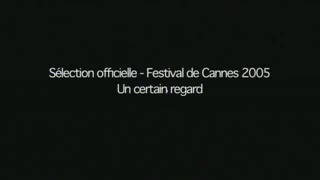 Sélection officielle - Festival de Cannes 2005
Un certain regard